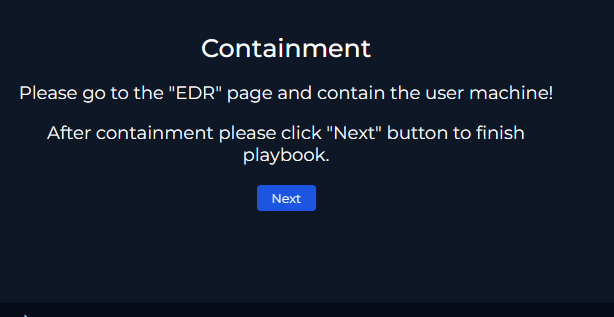 Containment
Please go to the "EDR" page and contain the user machine!
After containment please click "Next" button to finish
playbook.
Next